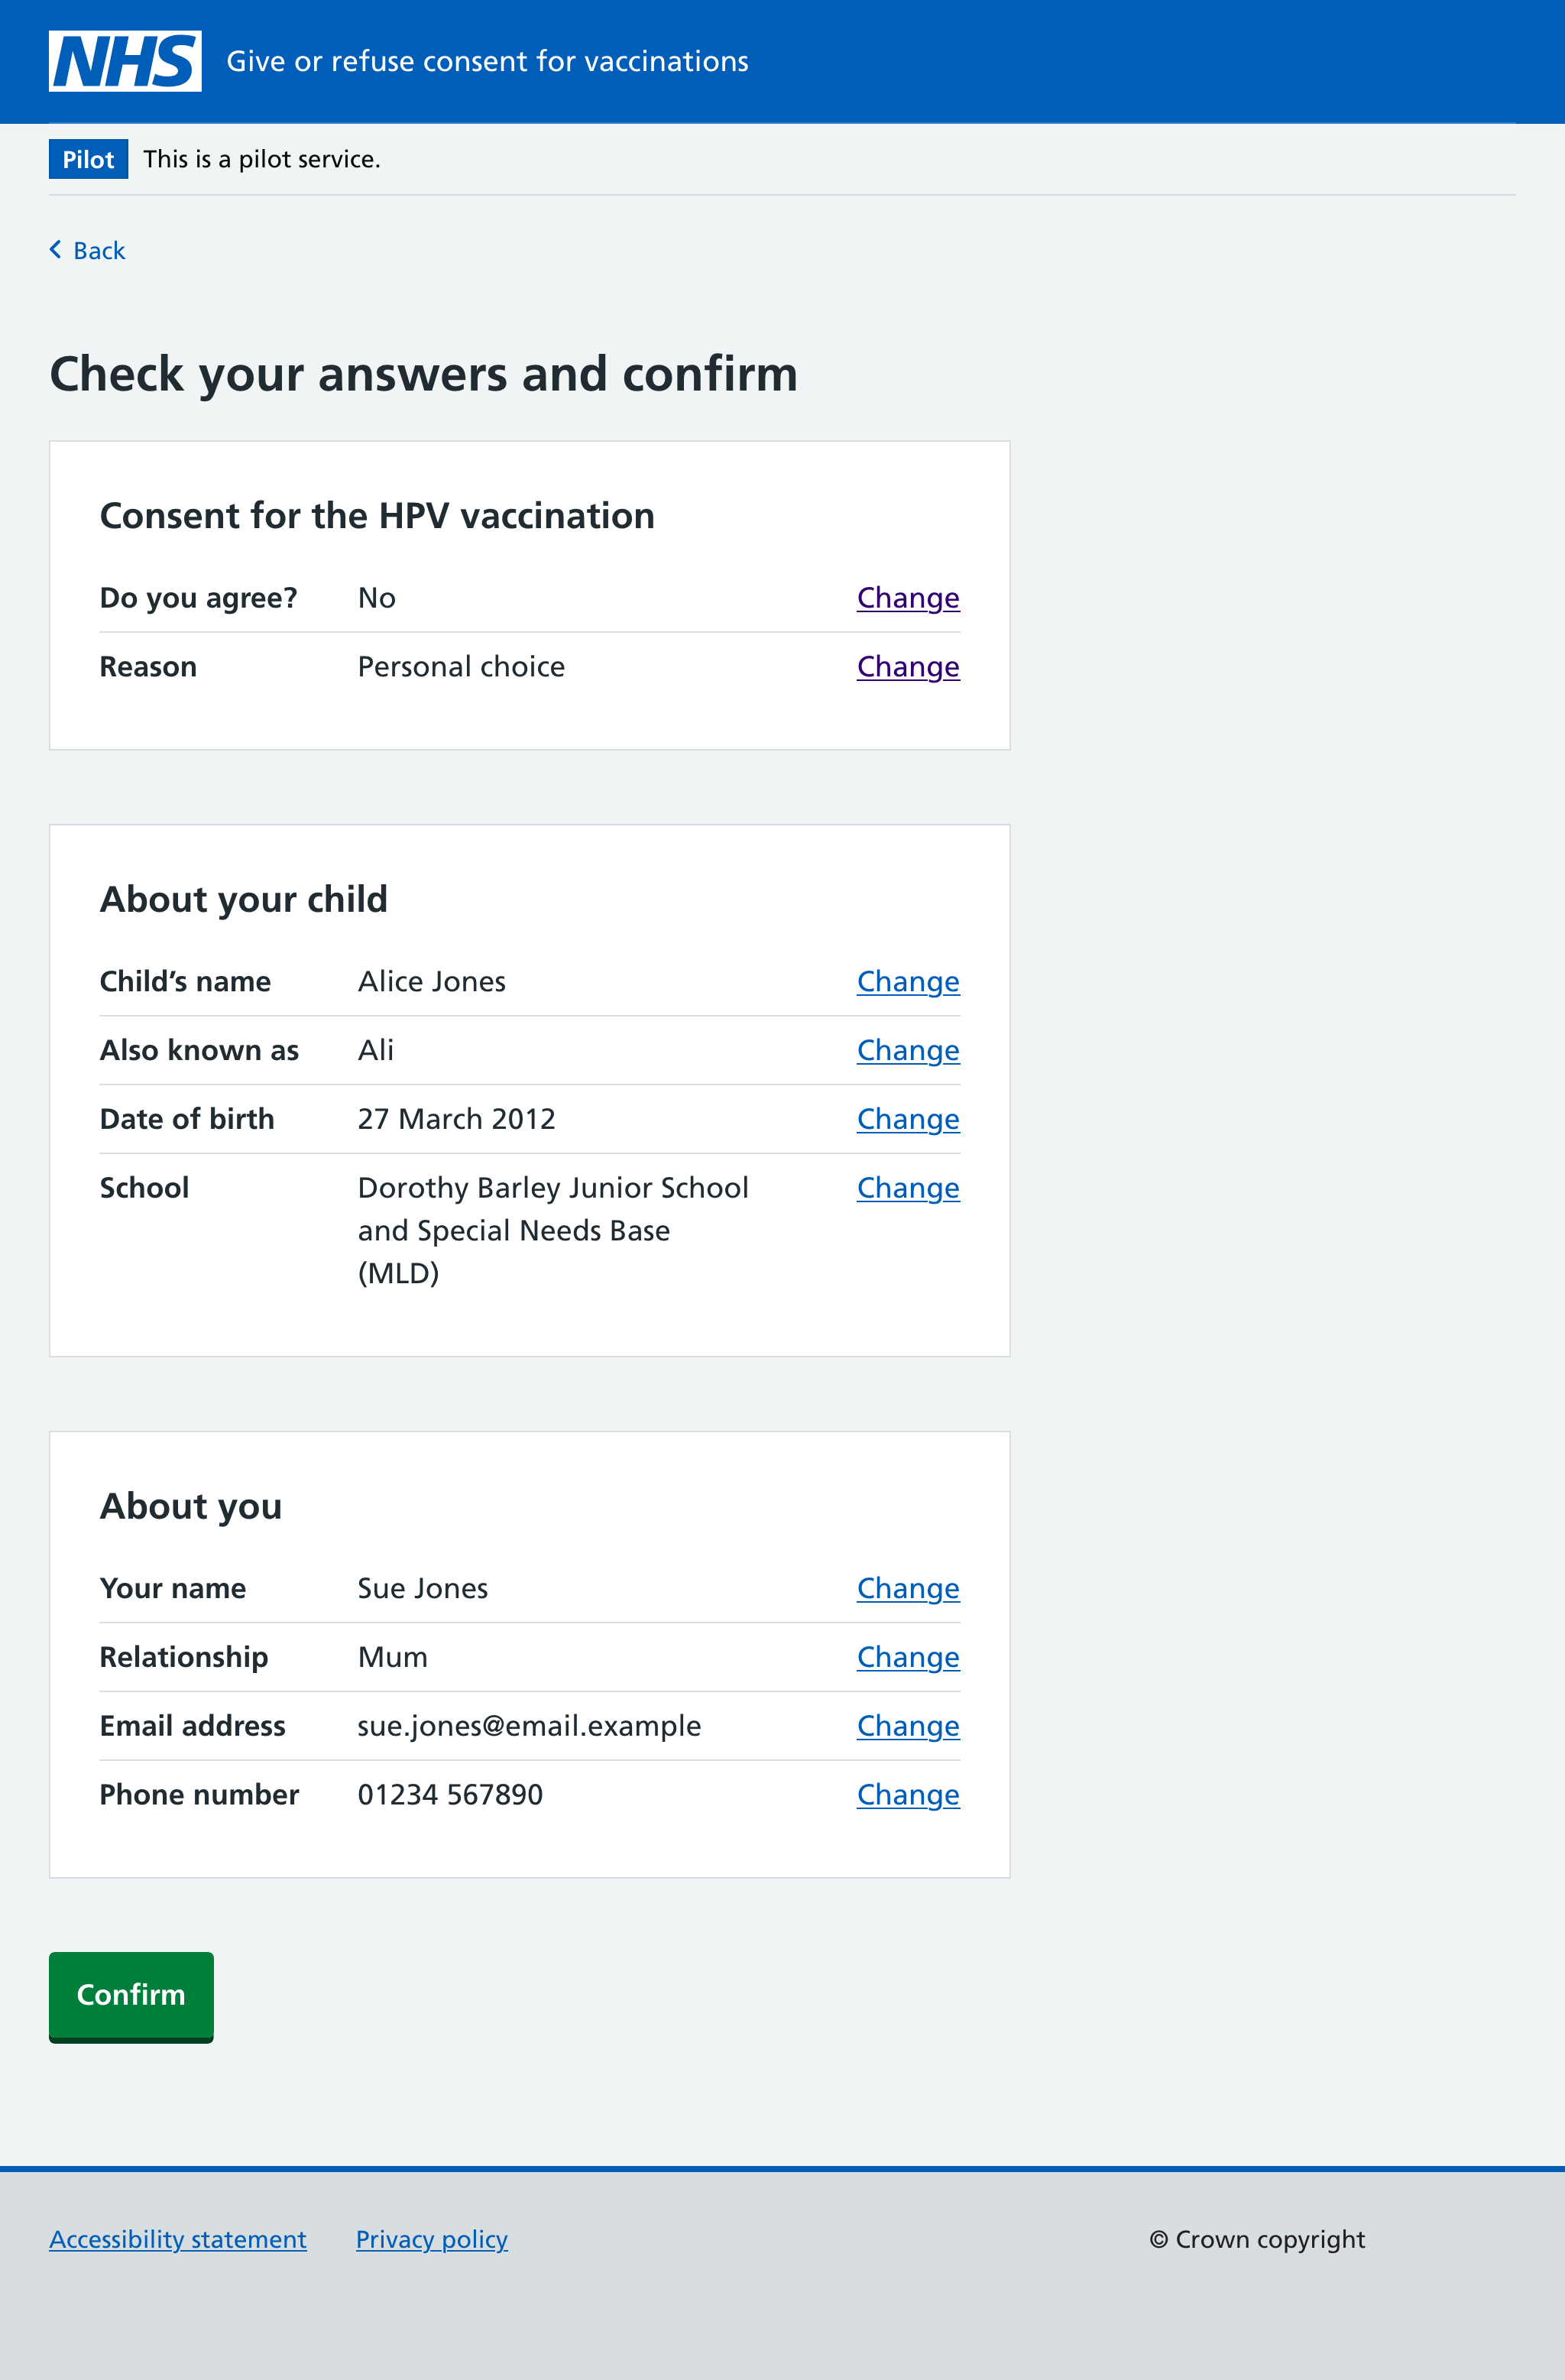 NHS Give or refuse consent for vaccinations
Pilot This is a pilot service.
Back
Check your answers and confirm
Consent for the HPV vaccination
Do you agree? No Change
Reason Personal choice Change
About your child
Child’s name Alice Jones Change
Also known as Ali Change
Date of birth 27 March 2012 Change
School Dorothy Barley Junior School Change
and Special Needs Base
(MLD)
About you
Your name Sue Jones Change
Relationship Mum Change
Email address sue.jones@email.example Change
Phone number 01234 567890 Change
Confirm
Accessibility statement Privacy policy © Crown copyright